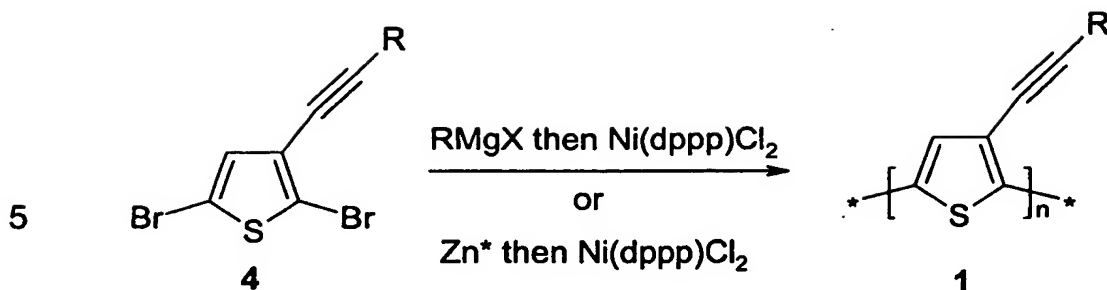 R
R
RMgX then Ni(dppp)Cl₂
or
5
Br
S
Br
Zn* then Ni(dppp)Cl₂
*
S
n
*
4
1